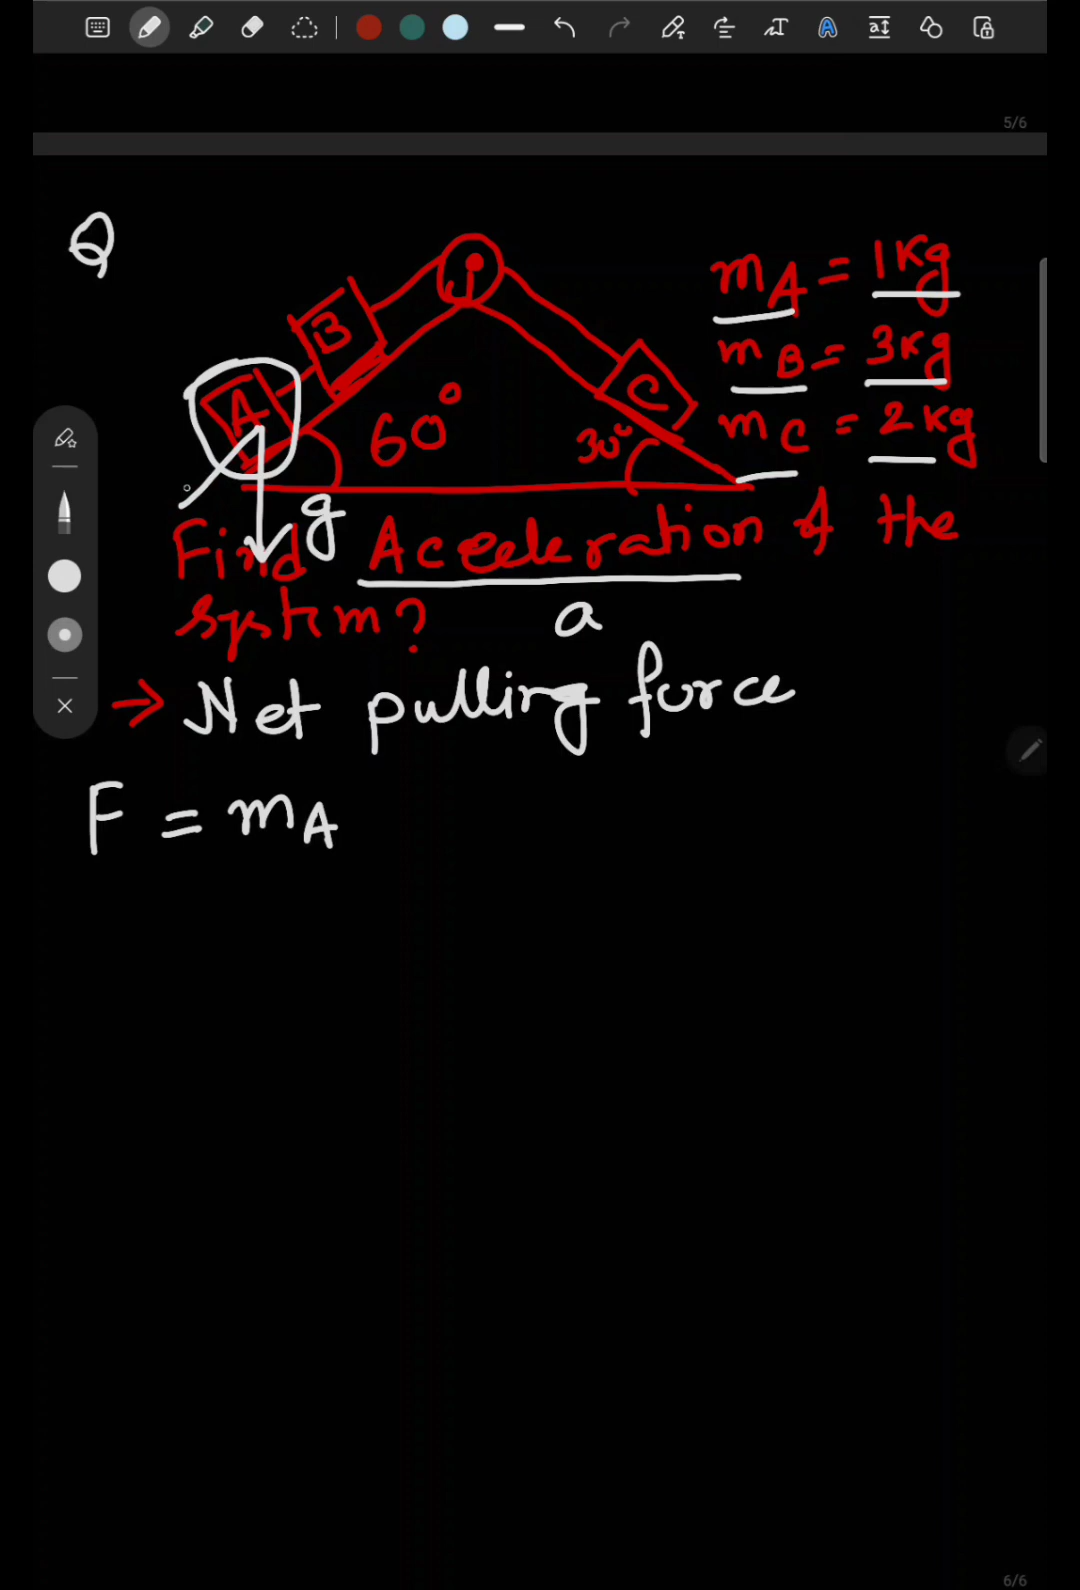 5/6
Q
B
A
C
60°
30°
mA = 1Kg
mB = 3Kg
mC = 2Kg
g
Find Acceleration of the
system?
a
→ Net pulling force
F = mA
6/6